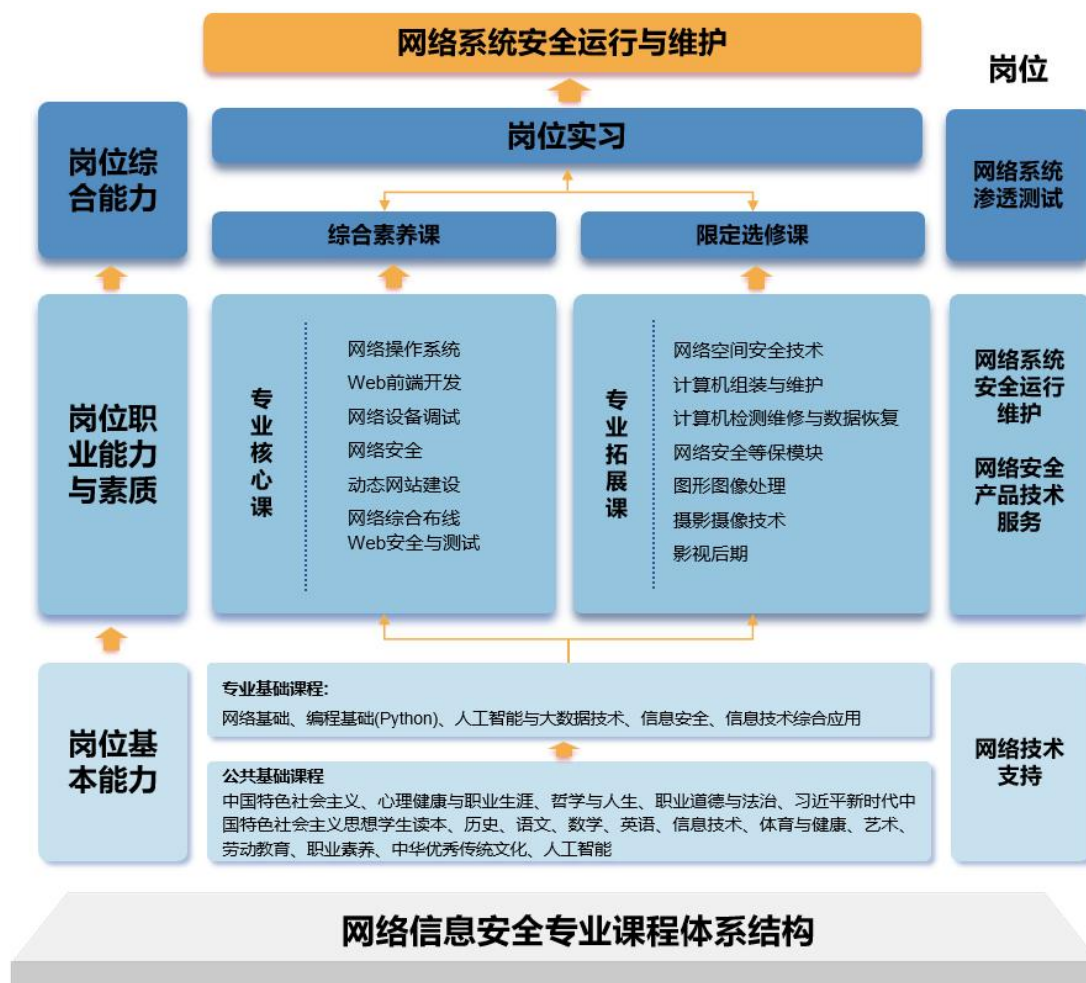 网络系统安全运行与维护
岗位
岗位综
合能力
岗位实习
网络系统
渗透测试
综合素养课
限定选修课
岗位职
业能力
与素质
专业核心课
网络操作系统
Web前端开发
网络设备调试
网络安全
动态网站建设
网络综合布线
Web安全与测试
专业拓展课
网络空间安全技术
计算机组装与维护
计算机检测维修与数据恢复
网络安全等保模块
图形图像处理
摄影摄像技术
影视后期
网络系统
安全运行
维护
网络安全
产品技术
服务
岗位基
本能力
专业基础课程:
网络基础、编程基础(Python)、人工智能与大数据技术、信息安全、信息技术综合应用
公共基础课程
中国特色社会主义、心理健康与职业生涯、哲学与人生、职业道德与法治、习近平新时代中
国特色社会主义思想学生读本、历史、语文、数学、英语、信息技术、体育与健康、艺术、
劳动教育、职业素养、中华优秀传统文化、人工智能
网络技术
支持
网络信息安全专业课程体系结构